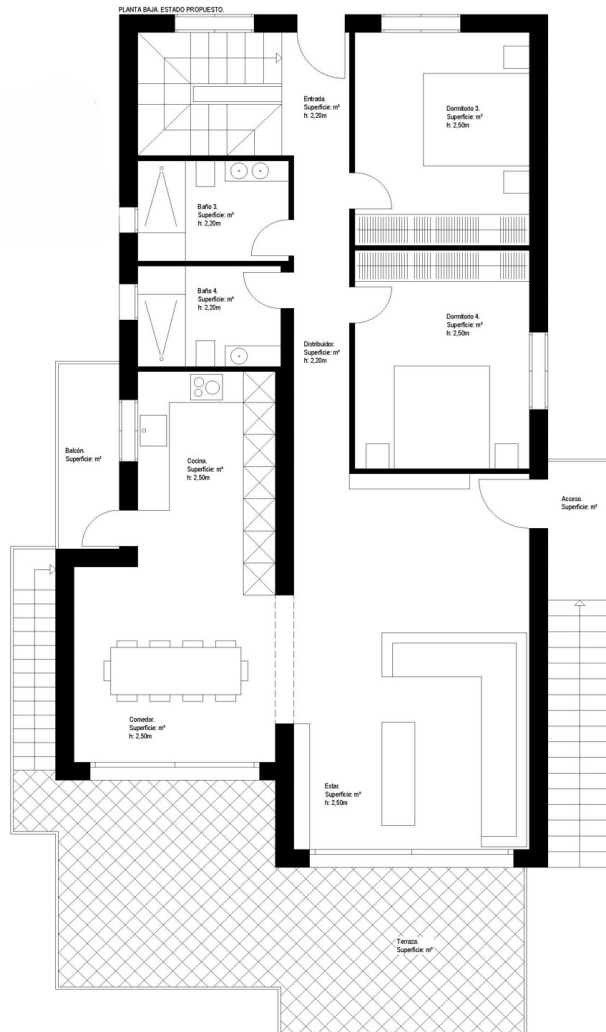 PLANTA BAJA. ESTADO PROPUESTO.
Entrada.
Superficie: m²
h: 2,20m
Dormitorio 3.
Superficie: m²
h: 2,50m
Baño 3.
Superficie: m²
h: 2,20m
Baño 4.
Superficie: m²
h: 2,20m
Dormitorio 4.
Superficie: m²
h: 2,50m
Distribuidor.
Superficie: m²
h: 2,20m
Balcón.
Superficie: m²
Cocina.
Superficie: m²
h: 2,50m
Acceso.
Superficie: m²
Comedor.
Superficie: m²
h: 2,50m
Estar.
Superficie: m²
h: 2,50m
Terraza.
Superficie: m²